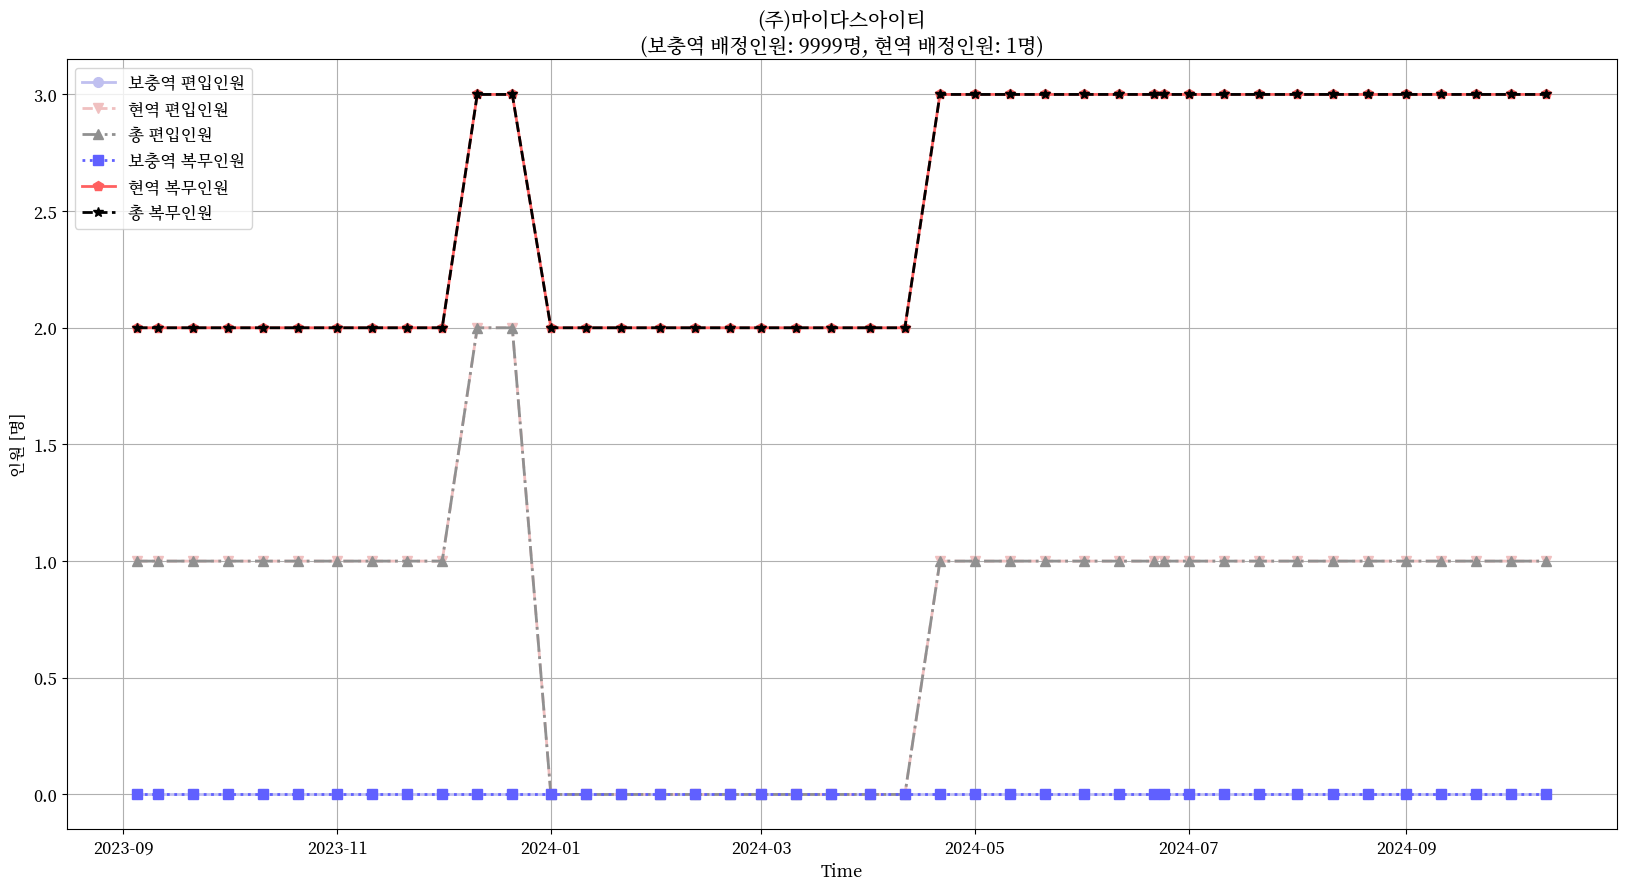 (주)마이다스아이티
(보충역 배정인원: 9999명, 현역 배정인원: 1명)
보충역 편입인원
현역 편입인원
총 편입인원
보충역 복무인원
현역 복무인원
총 복무인원
인원 [명]
3.0
2.5
2.0
1.5
1.0
0.5
0.0
2023-09 2023-11 2024-01 2024-03 2024-05 2024-07 2024-09
Time